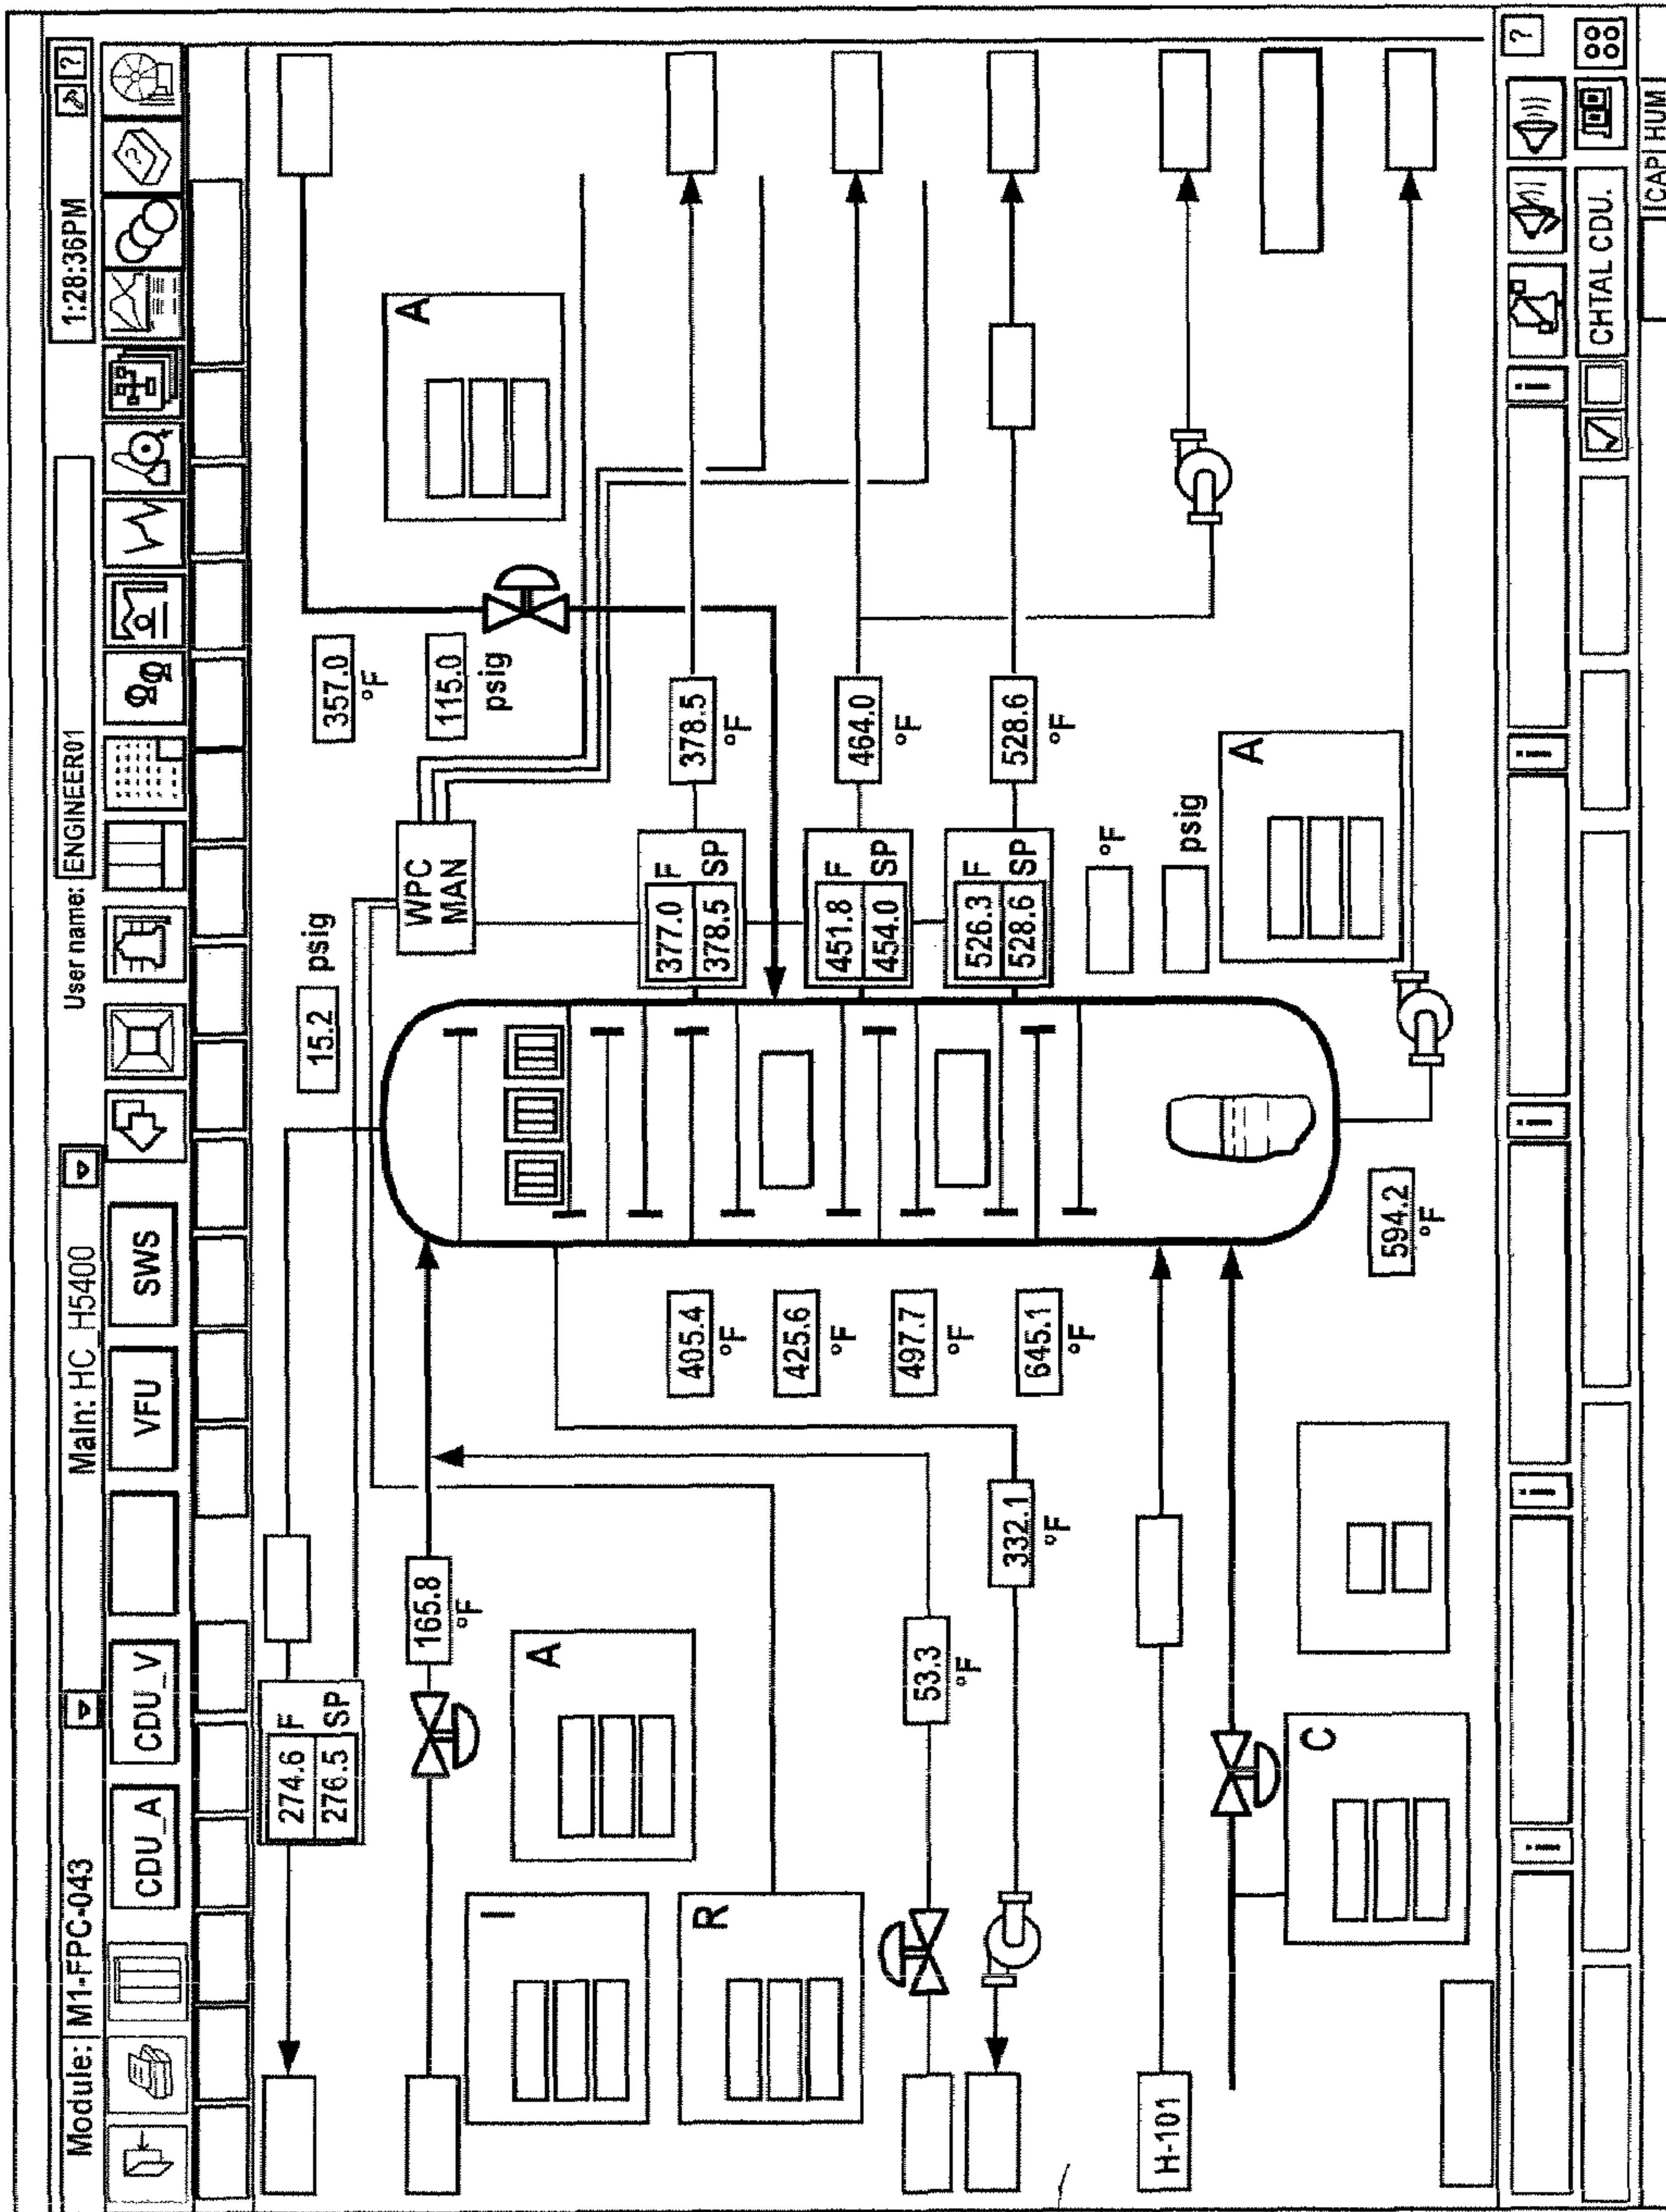 Module: M1-FPC-043
MaIn: HC_H5400
User name: ENGINEER01
1:28:36PM
?
?
CDU_A
CDU_V
VFU
SWS
274.6 F
276.5 SP
15.2 psig
357.0
°F
165.8
°F
WPC
MAN
115.0
psig
A
I
A
R
405.4
°F
377.0 F
378.5 SP
378.5
°F
425.6
°F
451.8 F
454.0 SP
464.0
°F
53.3
°F
497.7
°F
332.1
°F
645.1
°F
526.3 F
528.6 SP
528.6
°F
°F
psig
H-101
A
C
594.2
°F
i
i
i
i
i
?
CHTAL CDU.
CAP HUM